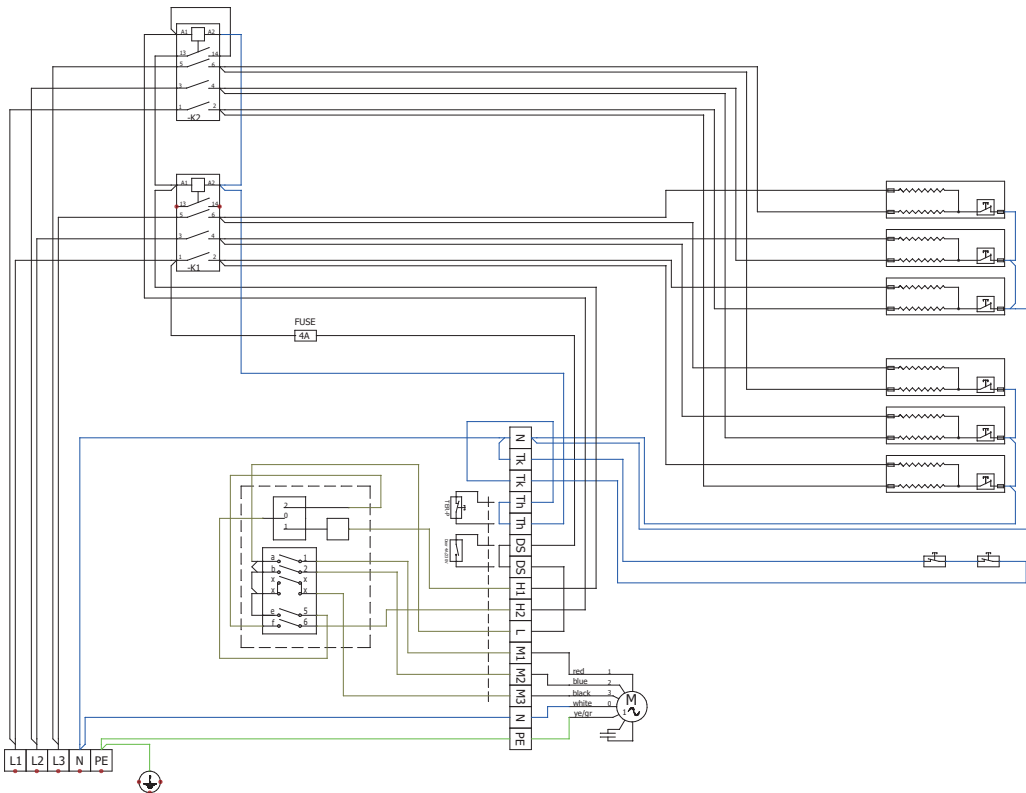 A1 A2
13 14
5 6
3 4
1 2
-K2
A1 A2
13 14
5 6
3 4
1 2
-K1
FUSE
4A
N
Tk
Tk
Th
Th
DS
DS
H1
H2
L
M1
M2
M3
N
PE
2
0
1
a 1
b 2
x x
x x
e 5
f 6
red 1
blue 2
black 3
white 0
ye/gr
M
1
L1 L2 L3 N PE